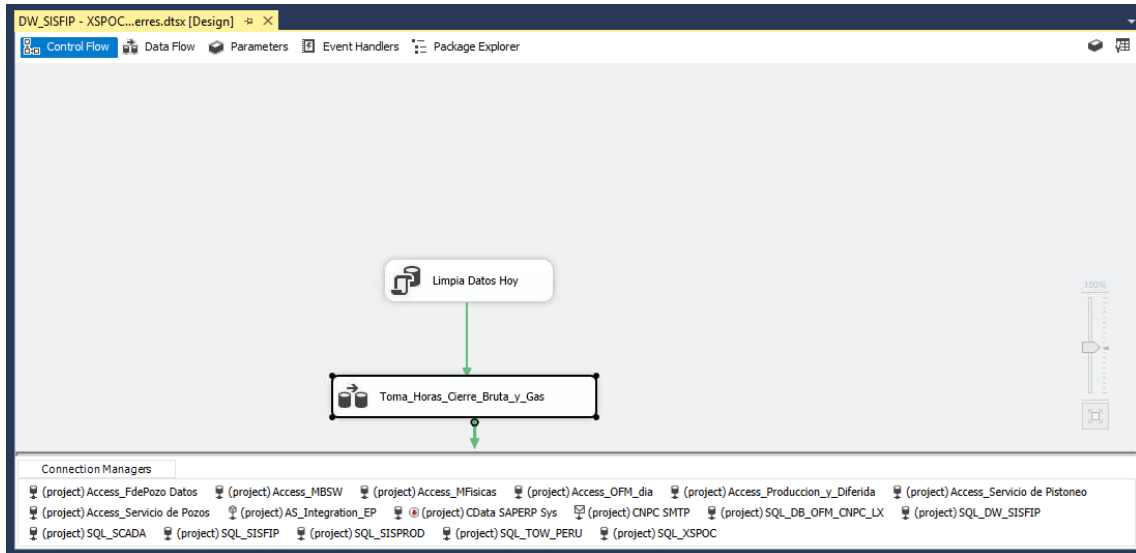 DW_SISFIP - XSPOC...erres.dtsx [Design]
Control Flow Data Flow Parameters Event Handlers Package Explorer
Limpia Datos Hoy
100%
Toma_Horas_Cierre_Bruta_y_Gas
Connection Managers
(project) Access_FdePozo Datos (project) Access_MBSW (project) Access_MFisicas (project) Access_OFM_dia (project) Access_Produccion_y_Diferida (project) Access_Servicio de Pistoneo
(project) Access_Servicio de Pozos (project) AS_Integration_EP (project) CData SAPERP Sys (project) CNPC SMTP (project) SQL_DB_OFM_CNPC_LX (project) SQL_DW_SISFIP
(project) SQL_SCADA (project) SQL_SISFIP (project) SQL_SISPROD (project) SQL_TOW_PERU (project) SQL_XSPOC